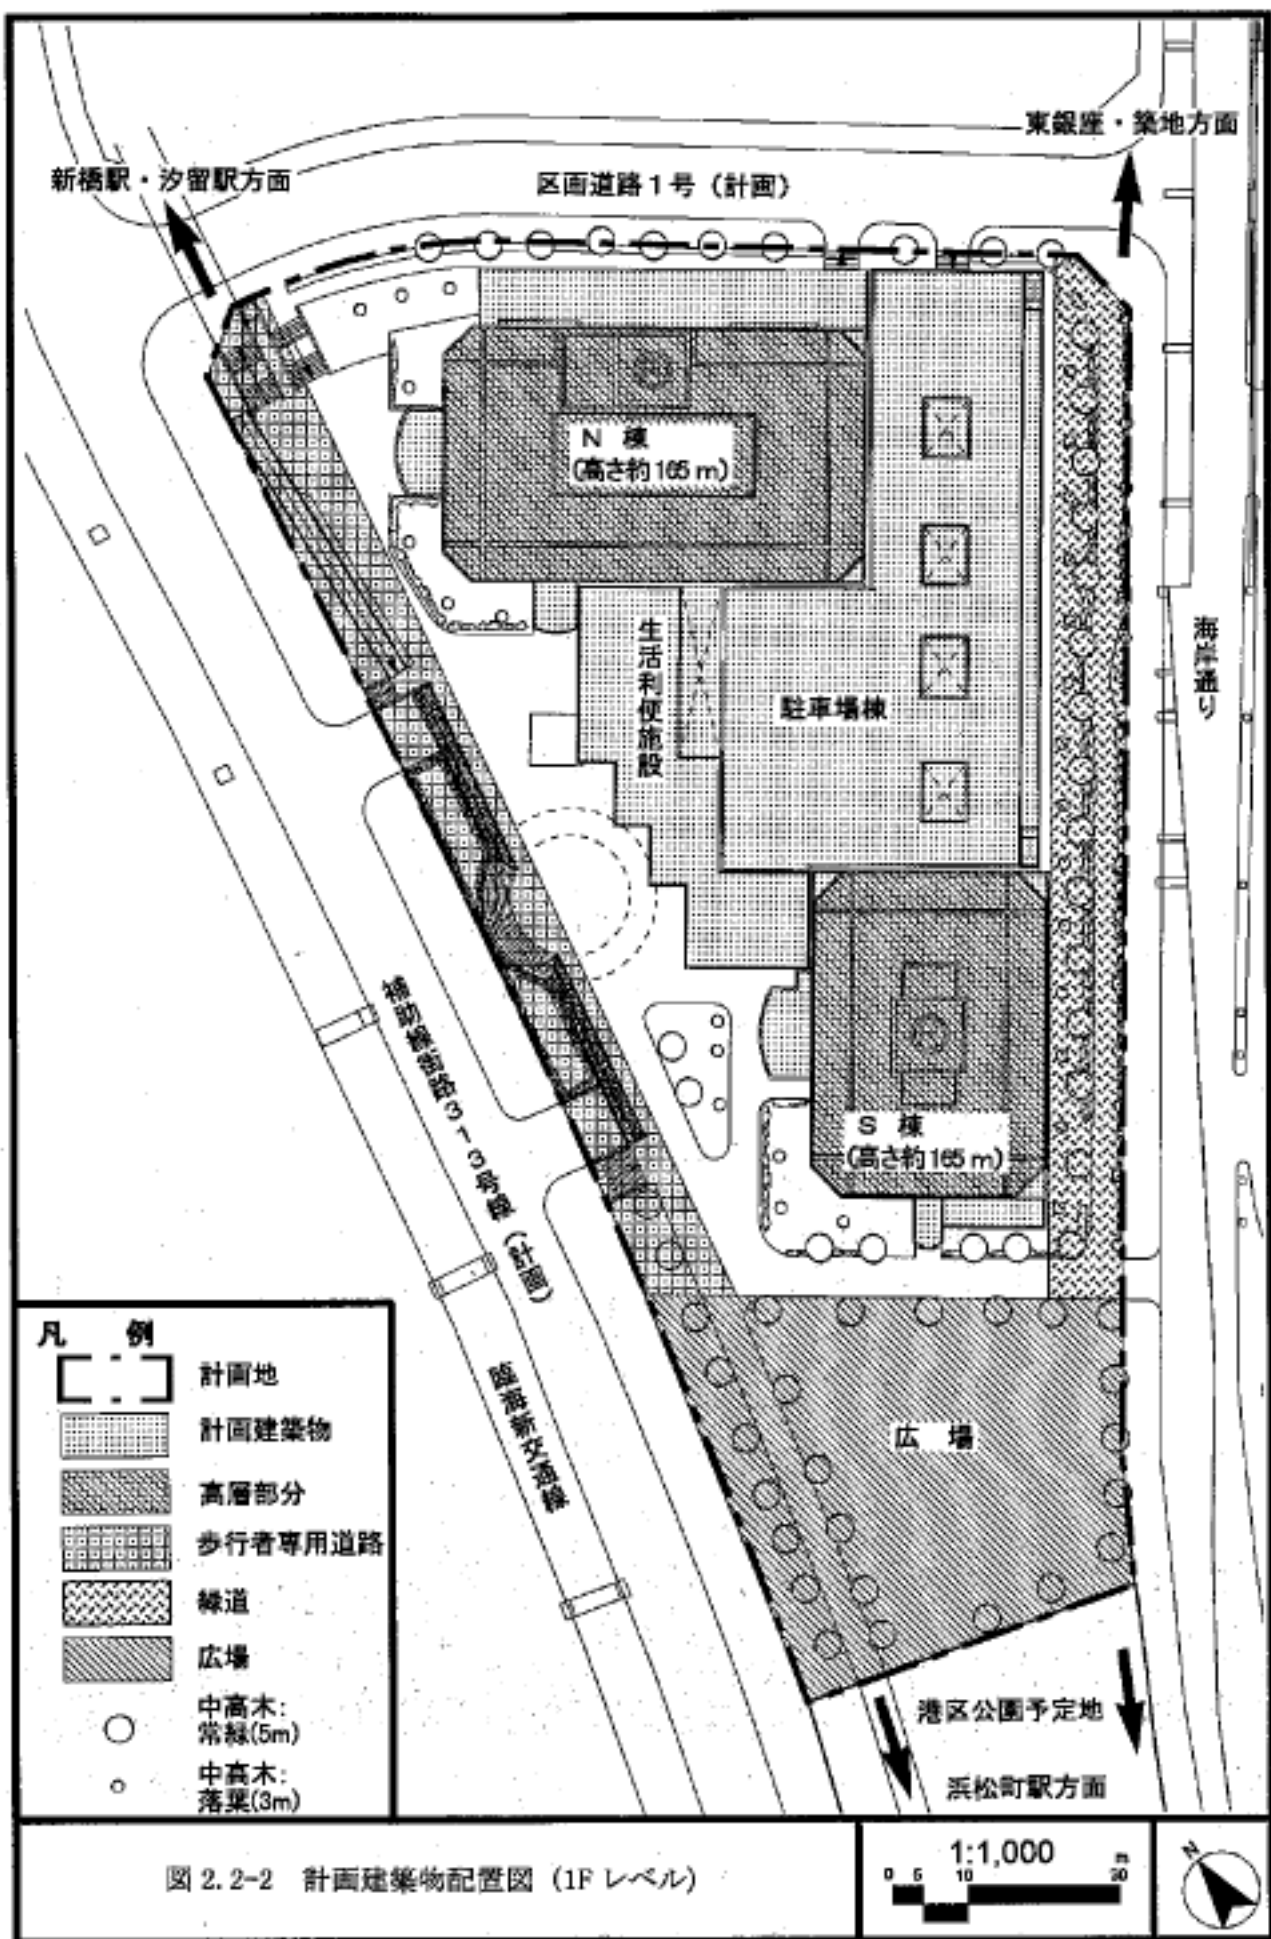 東銀座・築地方面
新橋駅・汐留駅方面
区画道路1号（計画）
N 棟
(高さ約165m)
生活利便施設
駐車場棟
海岸通り
補助線街路313号線（計画）
S 棟
(高さ約165m)
臨海新交通線
広 場
凡 例
計画地
計画建築物
高層部分
歩行者専用道路
緑道
広場
中高木：
常緑(5m)
中高木：
落葉(3m)
港区公園予定地
浜松町駅方面
図2.2-2 計画建築物配置図（1Fレベル）
1:1,000
m
0 5 10 30
N